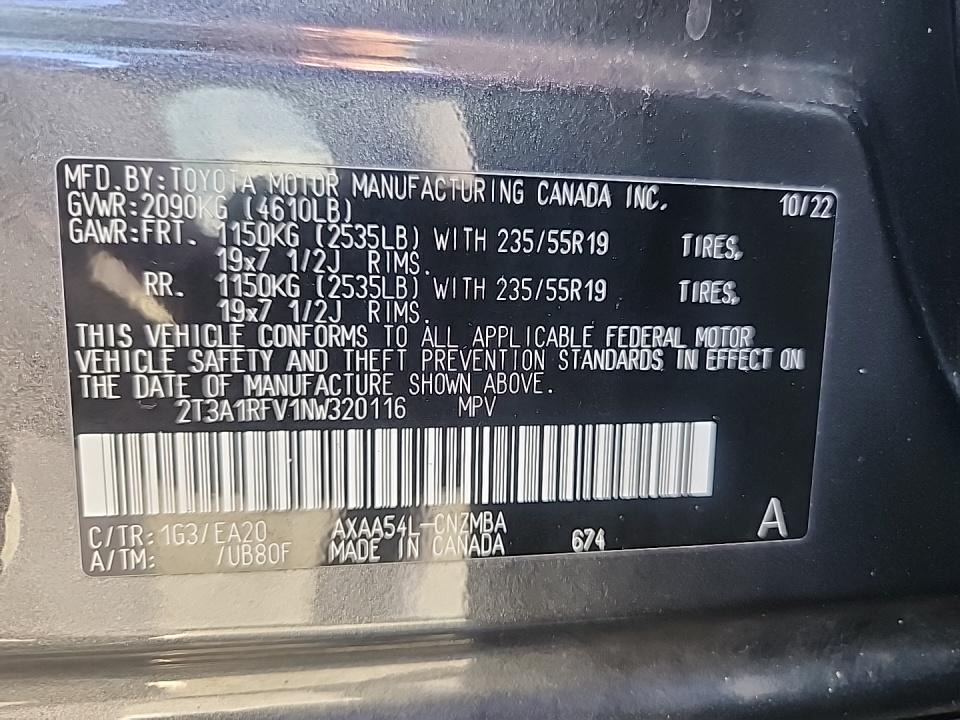 MFD.BY:TOYOTA MOTOR MANUFACTURING CANADA INC. 10/22
GVWR:2090KG (4610LB)
GAWR:FRT. 1150KG (2535LB) WITH 235/55R19 TIRES,
19x7 1/2J RIMS.
RR. 1150KG (2535LB) WITH 235/55R19 TIRES,
19x7 1/2J RIMS.
THIS VEHICLE CONFORMS TO ALL APPLICABLE FEDERAL MOTOR
VEHICLE SAFETY AND THEFT PREVENTION STANDARDS IN EFFECT ON
THE DATE OF MANUFACTURE SHOWN ABOVE.
2T3A1RFV1NW320116 MPV
C/TR:1G3/EA20 AXAA54L-CNZMBA A
A/TM: /UB80F MADE IN CANADA 674